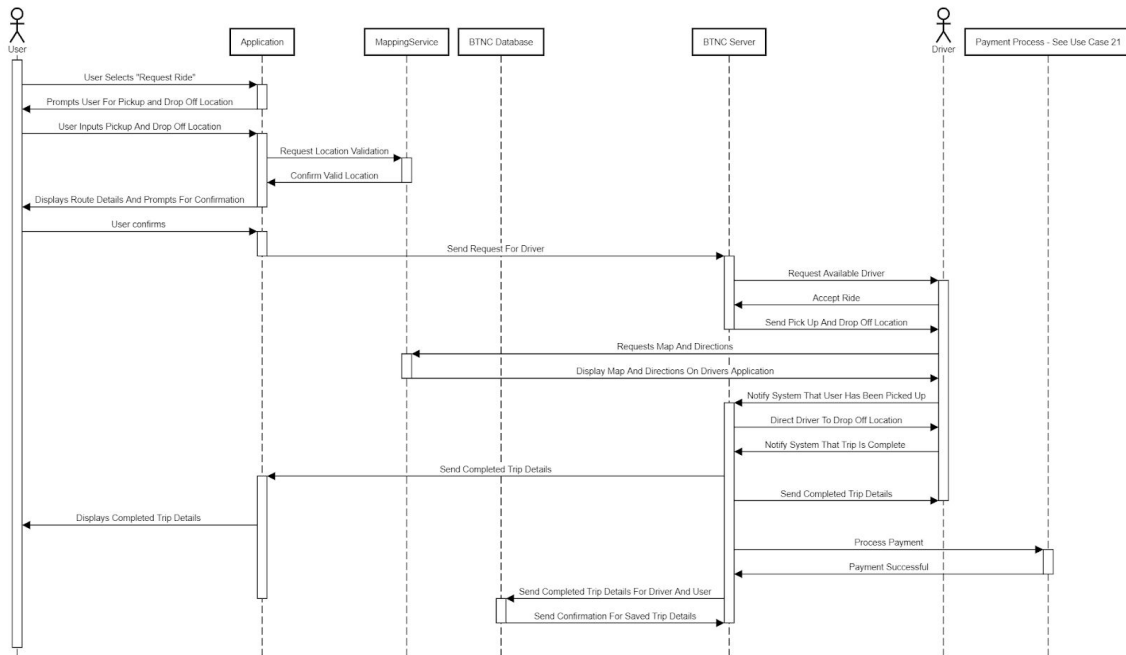 User
Application
MappingService
BTNC Database
BTNC Server
Driver
Payment Process - See Use Case 21
User Selects "Request Ride"
Prompts User For Pickup and Drop Off Location
User Inputs Pickup And Drop Off Location
Request Location Validation
Confirm Valid Location
Displays Route Details And Prompts For Confirmation
User confirms
Send Request For Driver
Request Available Driver
Accept Ride
Send Pick Up And Drop Off Location
Requests Map And Directions
Display Map And Directions On Drivers Application
Notify System That User Has Been Picked Up
Direct Driver To Drop Off Location
Notify System That Trip Is Complete
Send Completed Trip Details
Send Completed Trip Details
Displays Completed Trip Details
Process Payment
Payment Successful
Send Completed Trip Details For Driver And User
Send Confirmation For Saved Trip Details